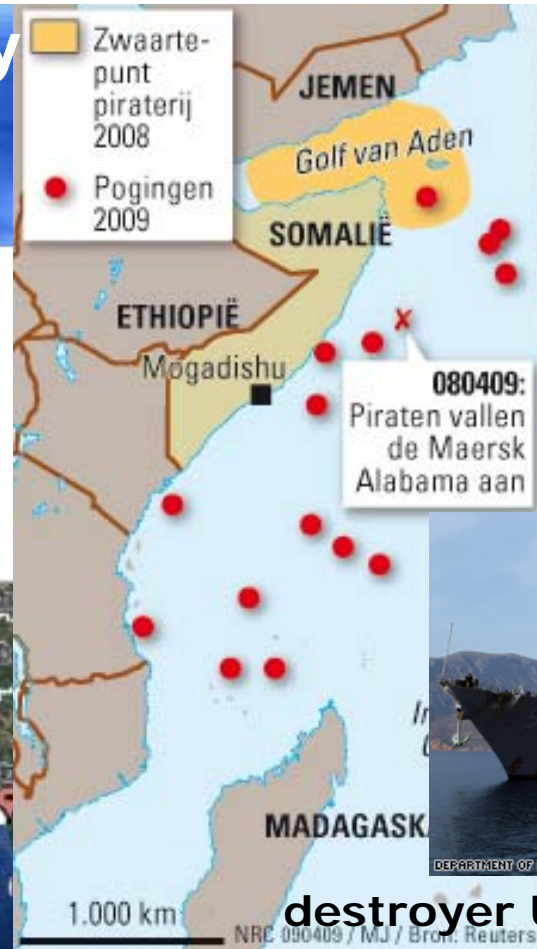 y
Zwaarte-
punt
piraterij
2008
Pogingen
2009
JEMEN
Golf van Aden
SOMALIË
ETHIOPIË
Mogadishu
080409:
Piraten vallen
de Maersk
Alabama aan
MADAGASK
DEPARTMENT OF
1.000 km
destroyer U
NRC 090409 / MJ / Bron: Reuters